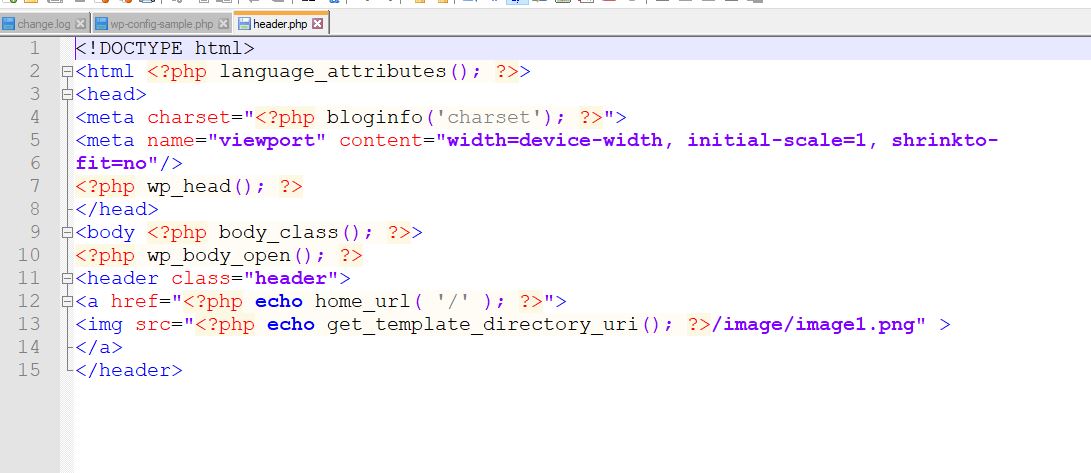 change.log wp-config-sample.php header.php
1 <!DOCTYPE html>
2 <html <?php language_attributes(); ?>>
3 <head>
4 <meta charset="<?php bloginfo('charset'); ?>">
5 <meta name="viewport" content="width=device-width, initial-scale=1, shrinkto-
6 fit=no"/>
7 <?php wp_head(); ?>
8 </head>
9 <body <?php body_class(); ?>>
10 <?php wp_body_open(); ?>
11 <header class="header">
12 <a href="<?php echo home_url( '/' ); ?>">
13 <img src="<?php echo get_template_directory_uri(); ?>/image/image1.png" >
14 </a>
15 </header>